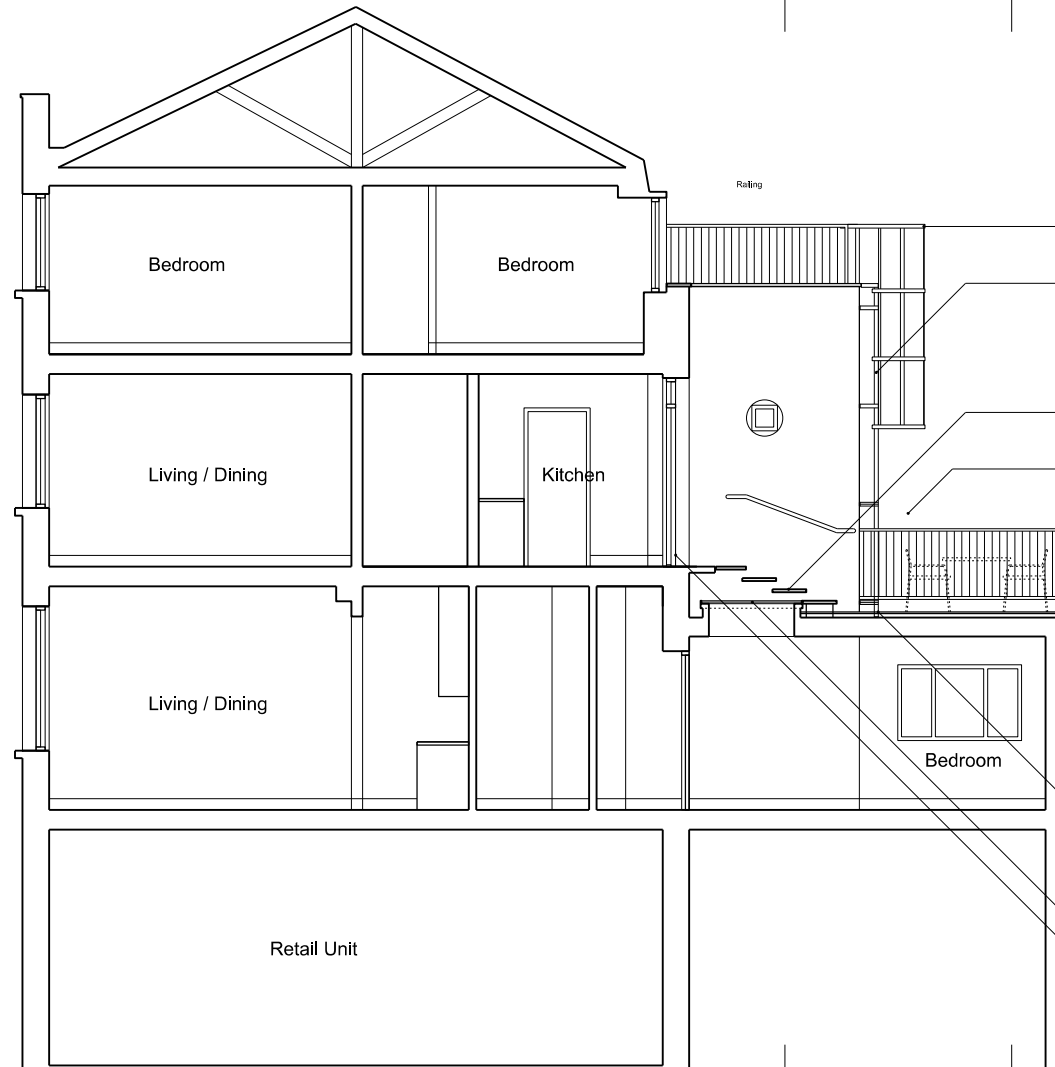 Railing
Bedroom
Bedroom
Living / Dining
Kitchen
Living / Dining
Bedroom
Retail Unit